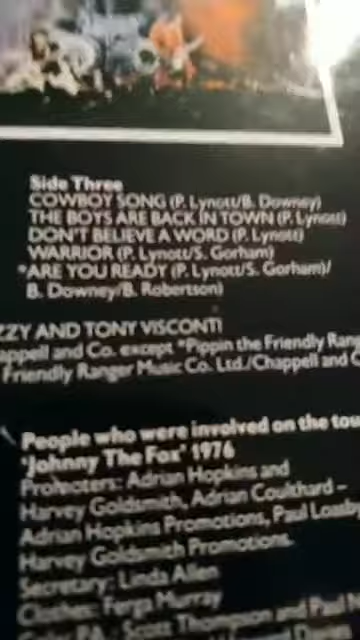 Side Three
COWBOY SONG (P. Lynott/B. Downey)
THE BOYS ARE BACK IN TOWN (P. Lynott)
DON'T BELIEVE A WORD (P. Lynott)
WARRIOR (P. Lynott/S. Gorham)
*ARE YOU READY (P. Lynott/S. Gorham)/
B. Downey/B. Robertson)
ZZY AND TONY VISCONTI
appell and Co. except *Pippin the Friendly Rang
Friendly Ranger Music Co. Ltd./Chappell and C
People who were involved on the tou
'Johnny The Fox' 1976
Promoters: Adrian Hopkins and
Harvey Goldsmith, Adrian Coulthard –
Adrian Hopkins Promotions, Paul Loasby
Harvey Goldsmith Promotions.
Secretary: Linda Allen
Clothes: Ferga Murray
Scott Thompson and Paul